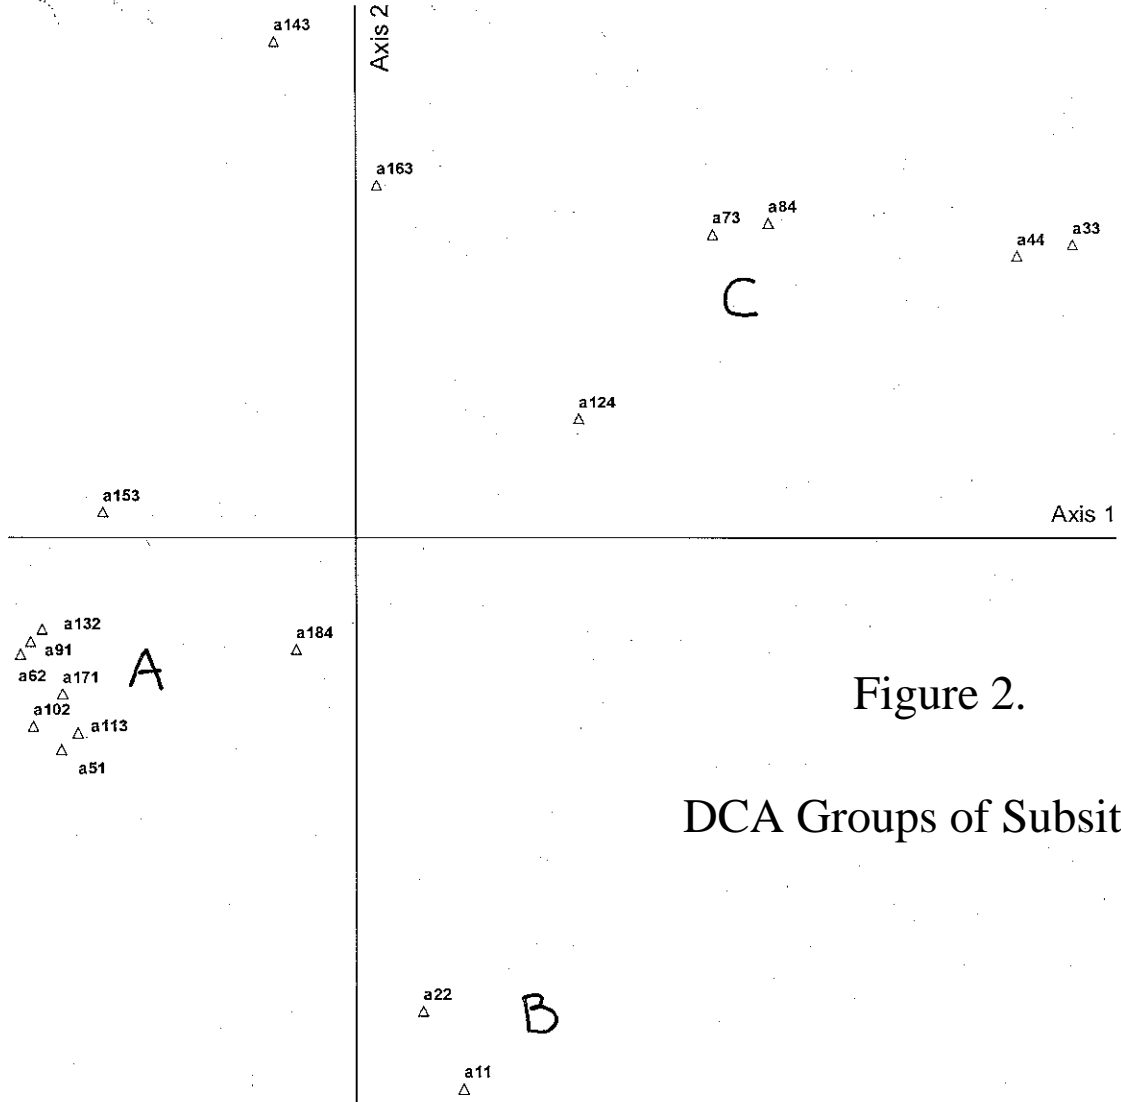 a143
Axis 2
a163
a73
a84
a44
a33
C
a124
a153
Axis 1
a132
a91
a62
a171
A
a184
a102
a113
a51
Figure 2.
DCA Groups of Subsit
a22
B
a11